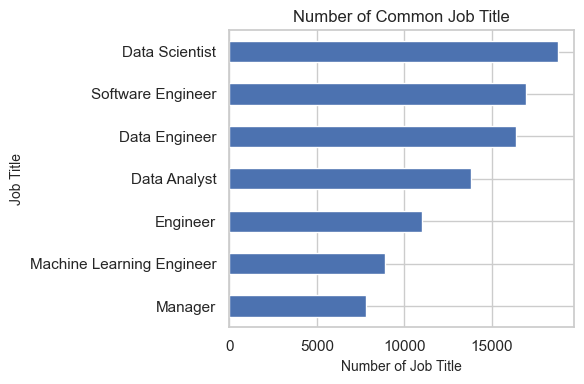 Number of Common Job Title
Data Scientist
Software Engineer
Data Engineer
Data Analyst
Engineer
Machine Learning Engineer
Manager
Job Title
0 5000 10000 15000
Number of Job Title